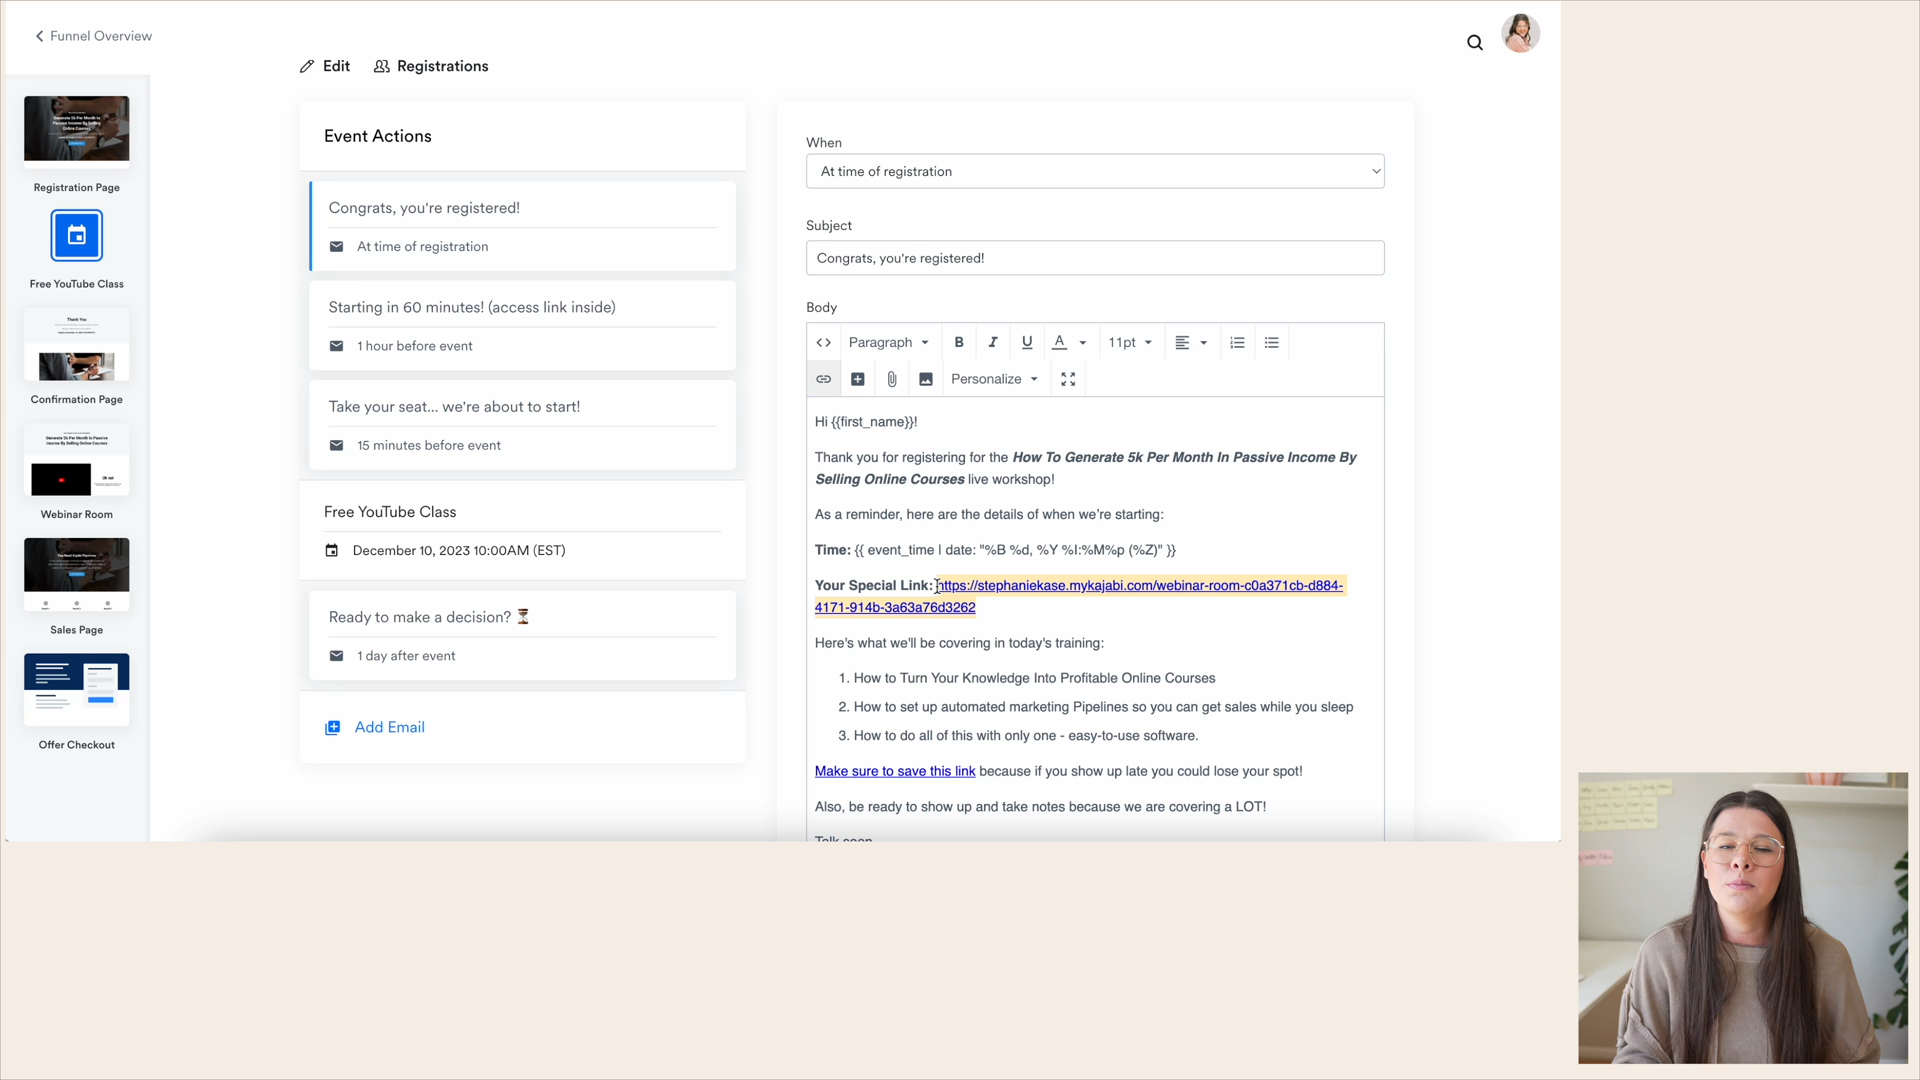 Funnel Overview
Edit
Registrations
Registration Page
Free YouTube Class
Thank You
Confirmation Page
Webinar Room
Sales Page
Offer Checkout
Event Actions
Congrats, you're registered!
At time of registration
Starting in 60 minutes! (access link inside)
1 hour before event
Take your seat... we're about to start!
15 minutes before event
Free YouTube Class
December 10, 2023 10:00AM (EST)
Ready to make a decision? ⏳
1 day after event
Add Email
When
At time of registration
Subject
Congrats, you're registered!
Body
Paragraph B I U A 11pt
Personalize
Hi {{first_name}}!
Thank you for registering for the How To Generate 5k Per Month In Passive Income By
Selling Online Courses live workshop!
As a reminder, here are the details of when we're starting:
Time: {{ event_time | date: "%B %d, %Y %I:%M%p (%Z)" }}
Your Special Link: https://stephaniekase.mykajabi.com/webinar-room-c0a371cb-d884-
4171-914b-3a63a76d3262
Here's what we'll be covering in today's training:
1. How to Turn Your Knowledge Into Profitable Online Courses
2. How to set up automated marketing Pipelines so you can get sales while you sleep
3. How to do all of this with only one - easy-to-use software.
Make sure to save this link because if you show up late you could lose your spot!
Also, be ready to show up and take notes because we are covering a LOT!
Talk soon